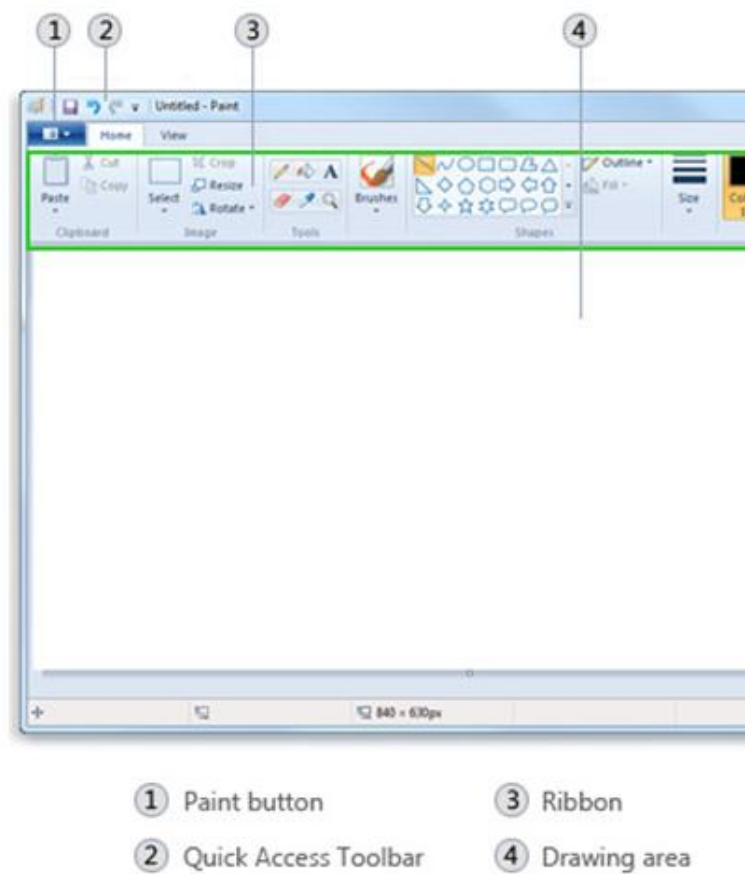 1 2 3 4
Untitled - Paint
Home View
Cut
Copy
Paste
Clipboard
Crop
Resize
Rotate
Select
Image
A
Tools
Brushes
Shapes
Outline
Fill
Size
Col
840 × 630px
1 Paint button
3 Ribbon
2 Quick Access Toolbar
4 Drawing area